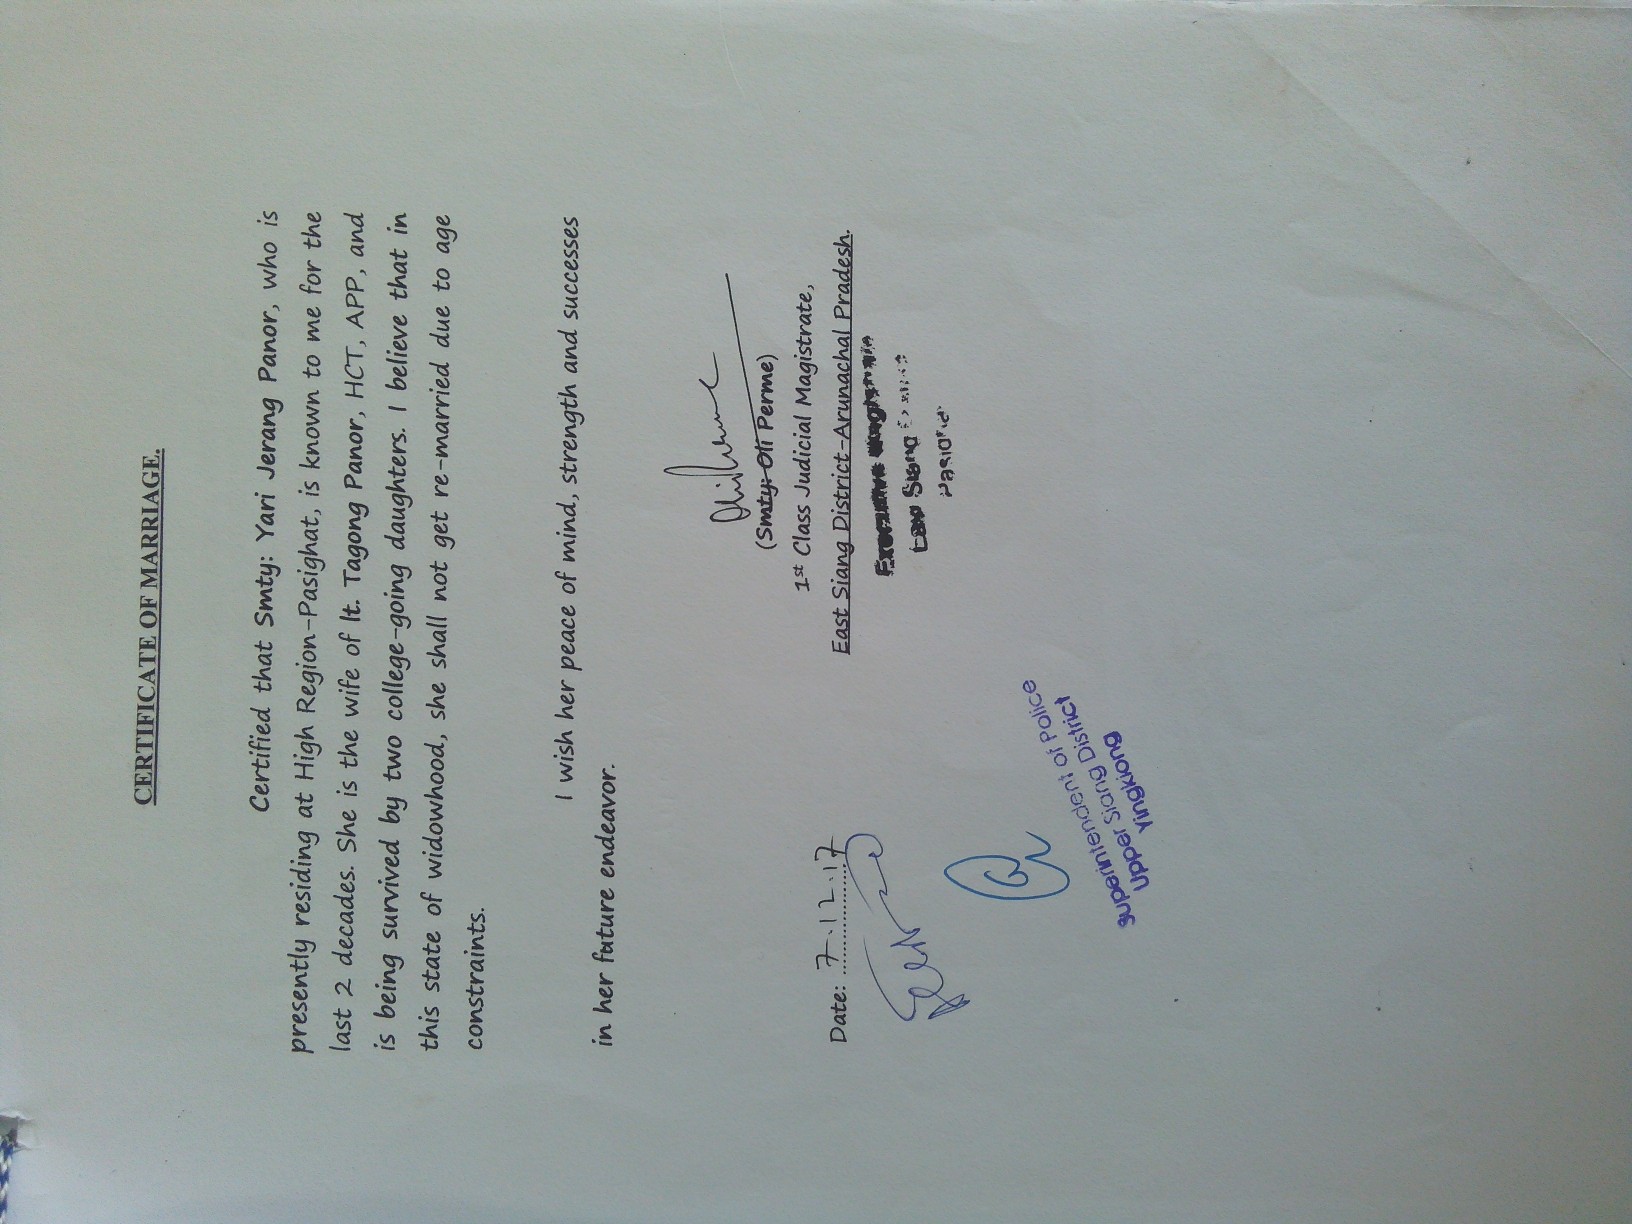 CERTIFICATE OF MARRIAGE.
Certified that Smty: Yari Jerang Panor, who is
presently residing at High Region-Pasighat, is known to me for the
last 2 decades. She is the wife of lt. Tagong Panor, HCT, APP, and
is being survived by two college-going daughters. I believe that in
this state of widowhood, she shall not get re-married due to age
constraints.
I wish her peace of mind, strength and successes
in her future endeavor.
(Smty: Oli Perme)
1st Class Judicial Magistrate,
East Siang District-Arunachal Pradesh.
Executive
Siang
Date: 7.12.17
Superintendent of Police
Upper Siang District
Yingkiong